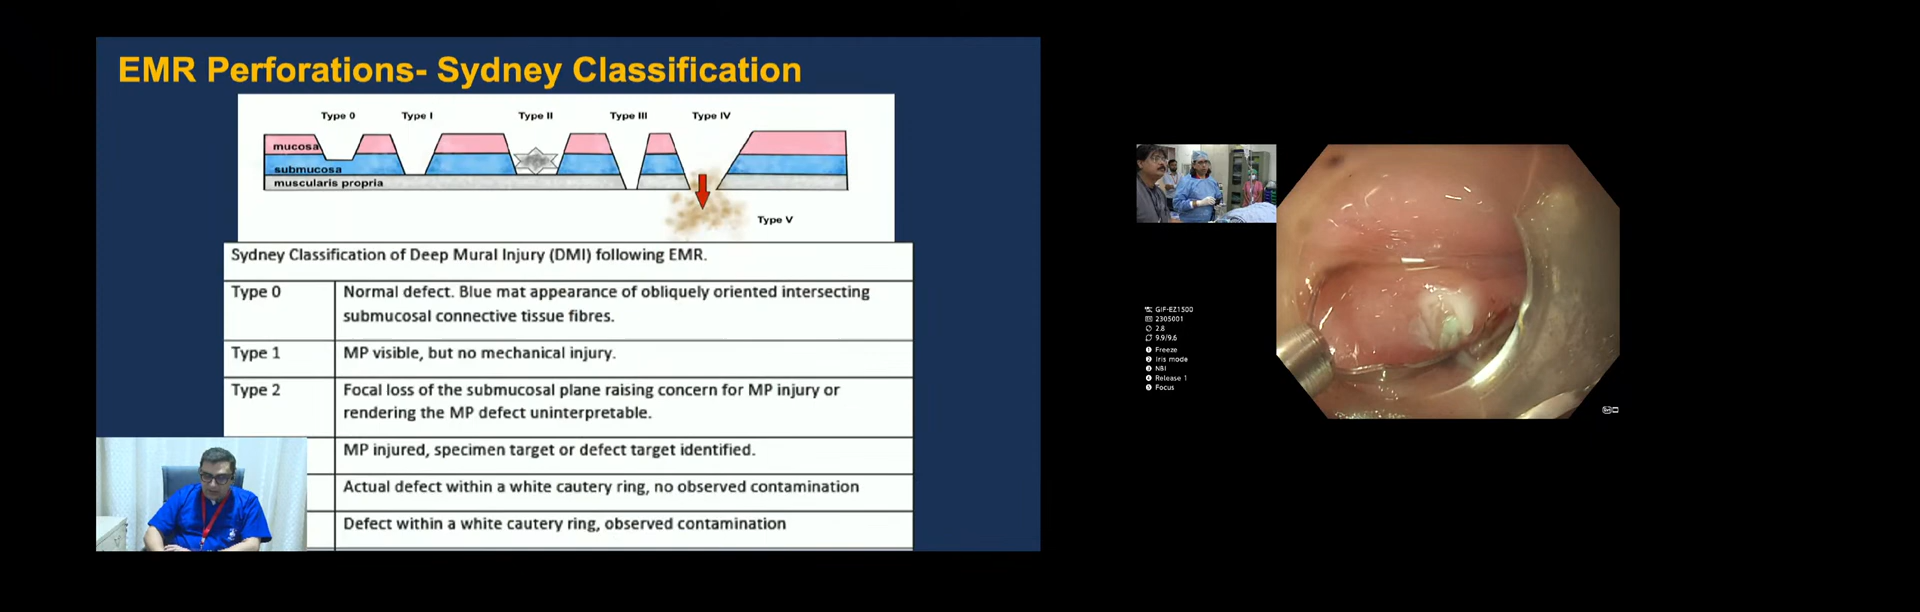 EMR Perforations- Sydney Classification
Type 0 Type I Type II Type III Type IV
mucosa
submucosa
muscularis propria
Type V
Sydney Classification of Deep Mural Injury (DMI) following EMR.
Type 0 Normal defect. Blue mat appearance of obliquely oriented intersecting
submucosal connective tissue fibres.
Type 1 MP visible, but no mechanical injury.
Type 2 Focal loss of the submucosal plane raising concern for MP injury or
rendering the MP defect uninterpretable.
MP injured, specimen target or defect target identified.
Actual defect within a white cautery ring, no observed contamination
Defect within a white cautery ring, observed contamination
GIF-EZ1500
2305001
2.8
9.9/9.6
1 Freeze
2 Iris mode
3 NBI
4 Release 1
5 Focus